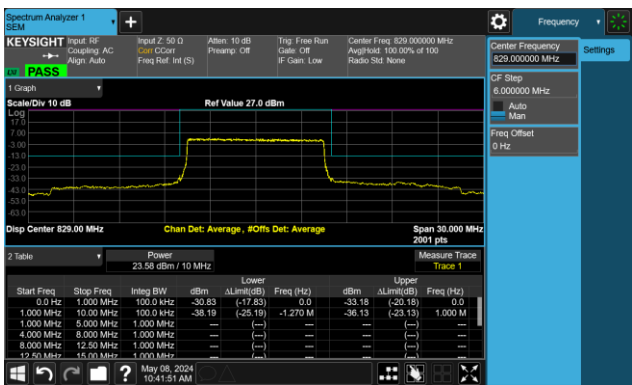 Spectrum Analyzer 1
SEM
Frequency
KEYSIGHT
Input: RF
Coupling: AC
Align: Auto
Input Z: 50 Ω
Corr CCorr
Freq Ref: Int (S)
Atten: 10 dB
Preamp: Off
Trig: Free Run
Gate: Off
IF Gain: Low
Center Freq: 829.000000 MHz
Avg|Hold: 100.00% of 100
Radio Std: None
PASS
Center Frequency
829.000000 MHz
Settings
CF Step
6.000000 MHz
Auto
Man
Freq Offset
0 Hz
1 Graph
Scale/Div 10 dB
Ref Value 27.0 dBm
Log
17.0
7.00
-3.00
-13.0
-23.0
-33.0
-43.0
-53.0
-63.0
Disp Center 829.00 MHz
Chan Det: Average , #Offs Det: Average
Span 30.000 MHz
2001 pts
2 Table
Power
23.58 dBm / 10 MHz
Measure Trace
Trace 1
Lower Upper
Start Freq Stop Freq Integ BW dBm ΔLimit(dB) Freq (Hz) dBm ΔLimit(dB) Freq (Hz)
0.0 Hz 1.000 MHz 100.0 kHz -30.83 (-17.83) 0.0 -33.18 (-20.18) 0.0
1.000 MHz 10.00 MHz 100.0 kHz -38.19 (-25.19) -1.270 M -36.13 (-23.13) 1.000 M
1.000 MHz 5.000 MHz 1.000 MHz --- (---) --- --- (---) ---
4.000 MHz 8.000 MHz 1.000 MHz --- (---) --- --- (---) ---
8.000 MHz 12.50 MHz 1.000 MHz --- (---) --- --- (---) ---
12.50 MHz 15.00 MHz 1.000 MHz --- (---) --- --- (---) ---
May 08, 2024
10:41:51 AM